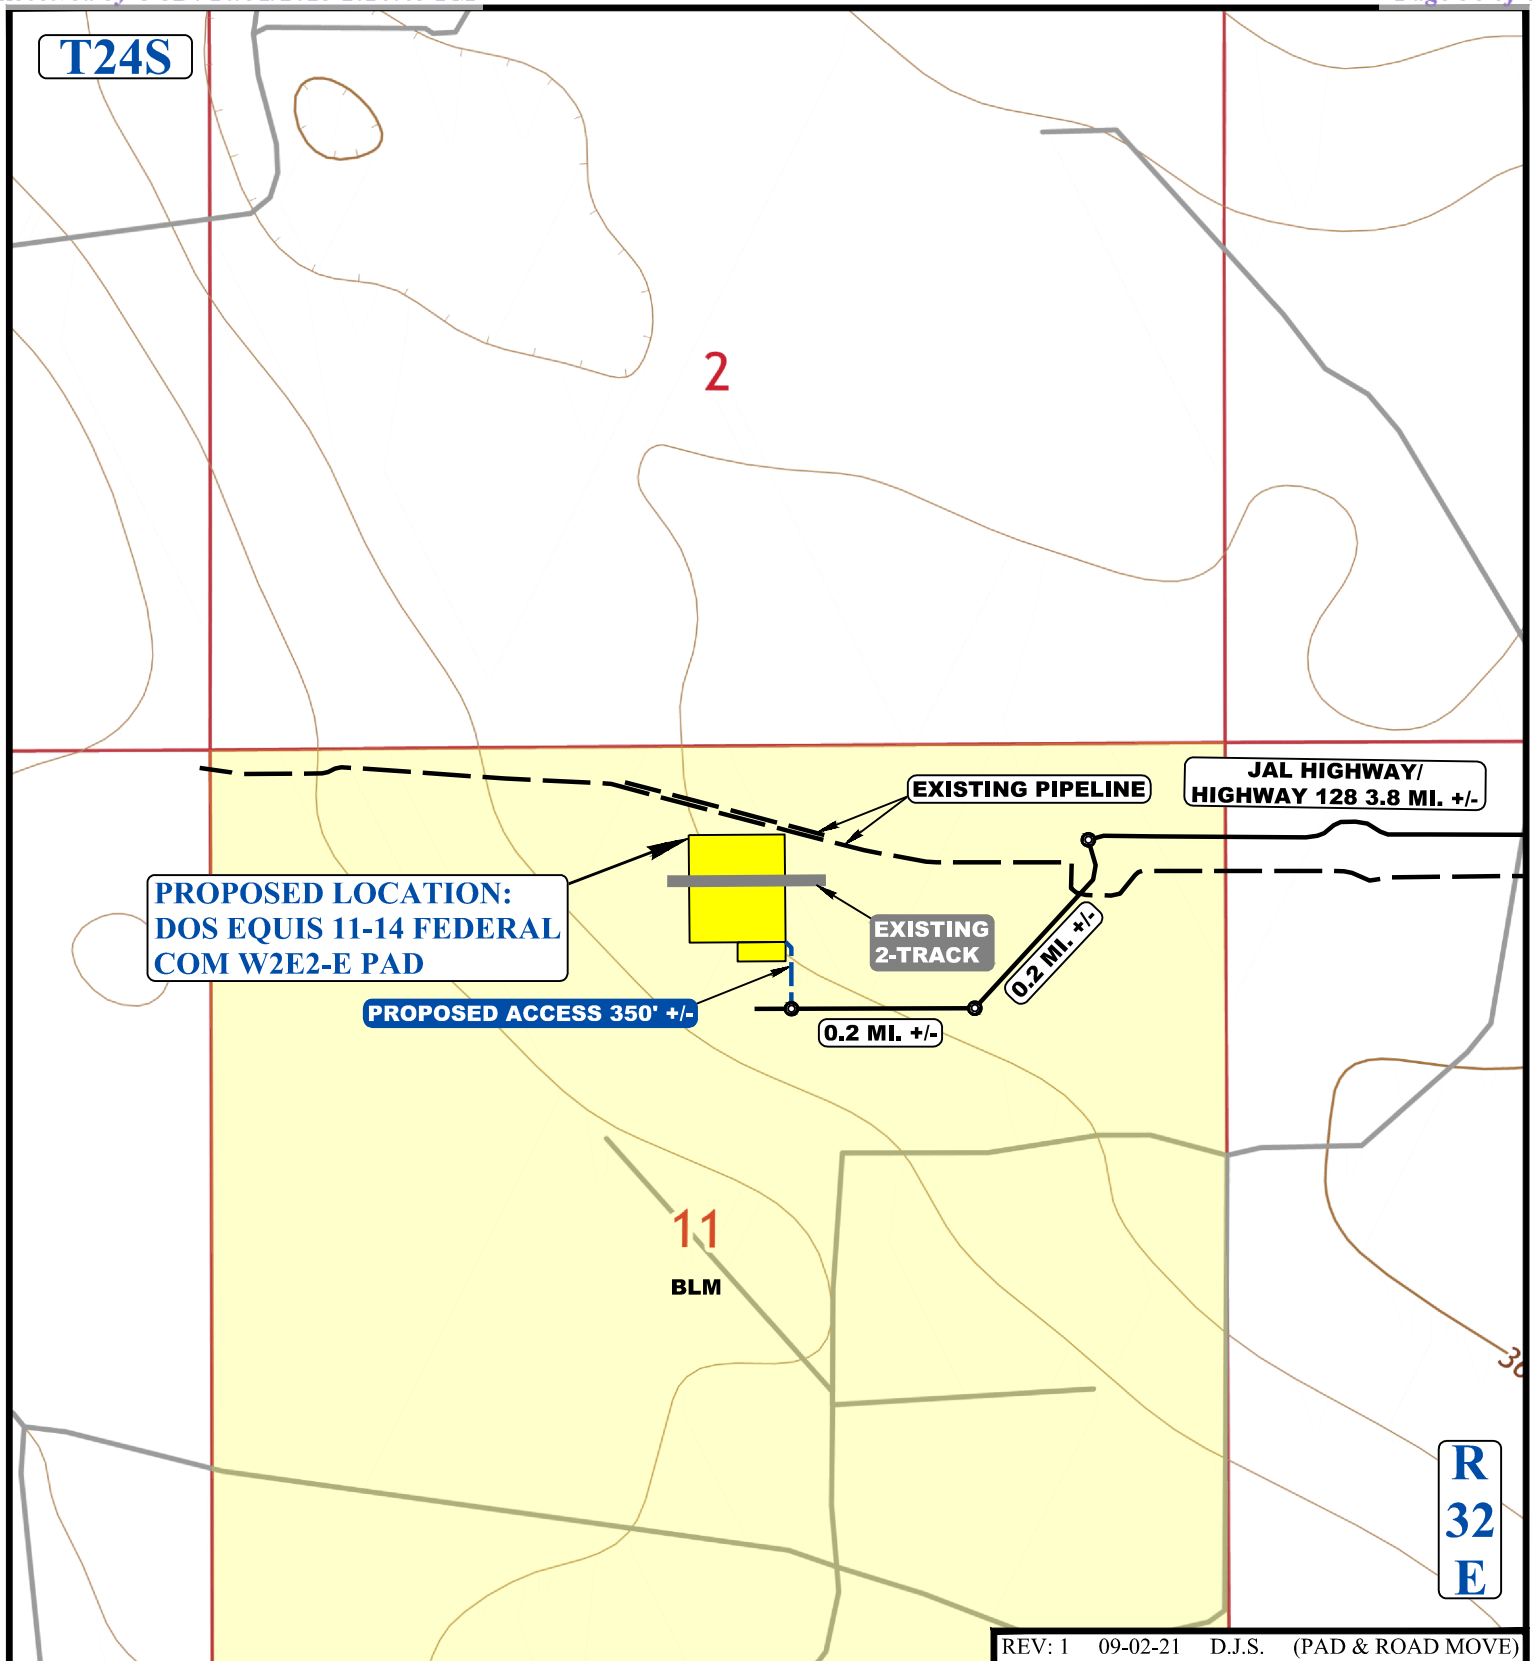 T24S
2
EXISTING PIPELINE
JAL HIGHWAY/
HIGHWAY 128 3.8 MI. +/-
PROPOSED LOCATION:
DOS EQUIS 11-14 FEDERAL
COM W2E2-E PAD
EXISTING
2-TRACK
0.2 MI. +/-
PROPOSED ACCESS 350' +/-
0.2 MI. +/-
11
BLM
R
32
E
REV: 1 09-02-21 D.J.S. (PAD & ROAD MOVE)